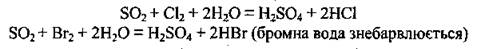 SO₂ + Cl₂ + 2H₂O = H₂SO₄ + 2HCl
SO₂ + Br₂ + 2H₂O = H₂SO₄ + 2HBr (бромна вода знебарвлюється)